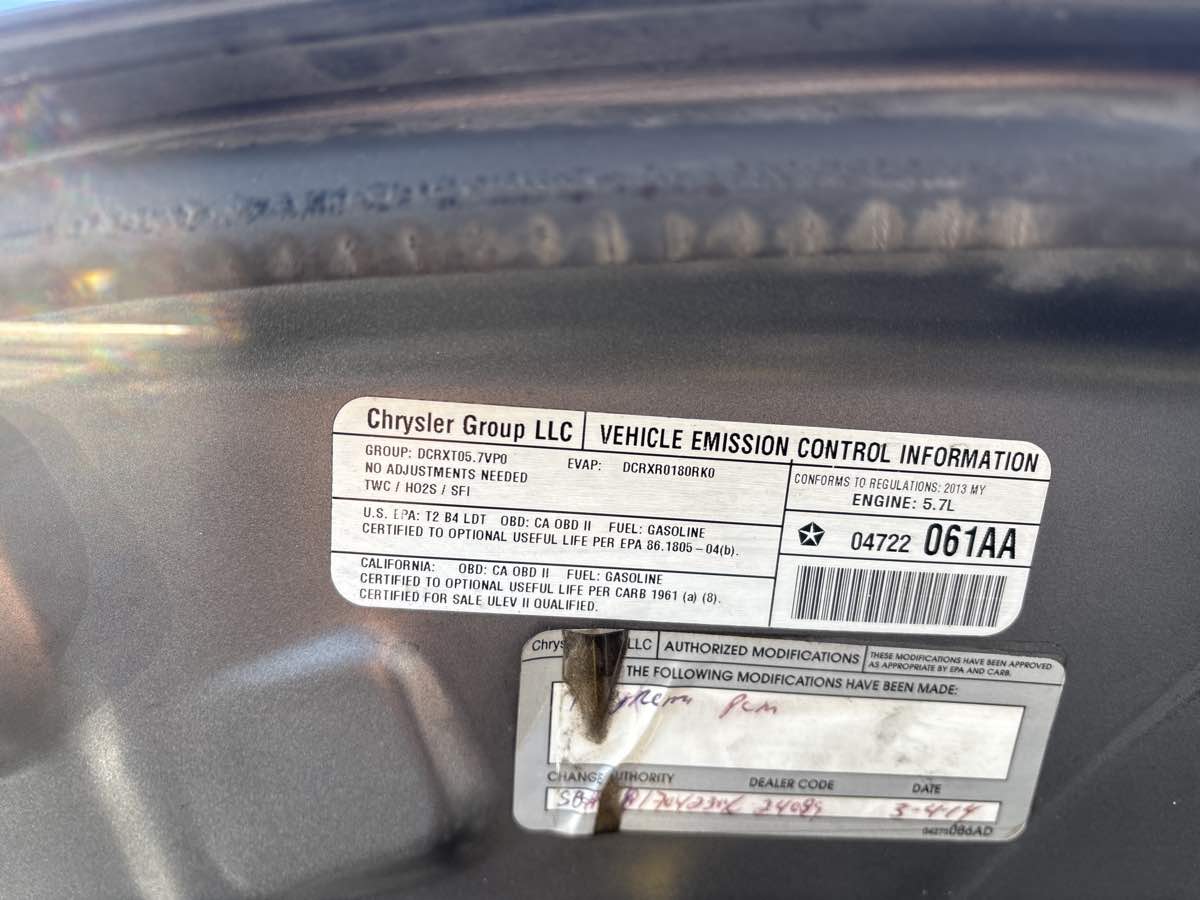 Chrysler Group LLC
VEHICLE EMISSION CONTROL INFORMATION
GROUP: DCRXT05.7VP0
EVAP: DCRXR0180RK0
NO ADJUSTMENTS NEEDED
TWC / HO2S / SFI
CONFORMS TO REGULATIONS: 2013 MY
ENGINE: 5.7L
U.S. EPA: T2 B4 LDT OBD: CA OBD II FUEL: GASOLINE
CERTIFIED TO OPTIONAL USEFUL LIFE PER EPA 86.1805-04(b).
04722 061AA
CALIFORNIA: OBD: CA OBD II FUEL: GASOLINE
CERTIFIED TO OPTIONAL USEFUL LIFE PER CARB 1961 (a) (8).
CERTIFIED FOR SALE ULEV II QUALIFIED.
LLC
AUTHORIZED MODIFICATIONS
THESE MODIFICATIONS HAVE BEEN APPROVED
AS APPROPRIATE BY EPA AND CARB.
THE FOLLOWING MODIFICATIONS HAVE BEEN MADE:
PCM
CHANGE AUTHORITY
DEALER CODE
DATE
24089
3-4-14
086AD